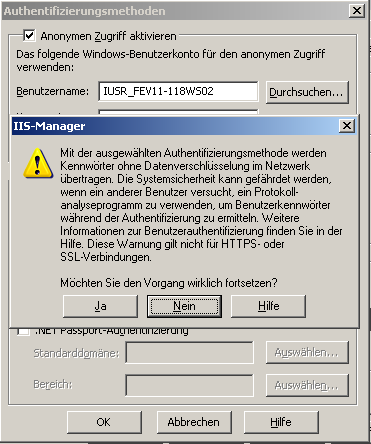 Authentifizierungsmethoden
Anonymen Zugriff aktivieren
Das folgende Windows-Benutzerkonto für den anonymen Zugriff
verwenden:
Benutzername: IUSR_FEV11-118WS02 Durchsuchen...
IIS-Manager
Mit der ausgewählten Authentifizierungsmethode werden
Kennwörter ohne Datenverschlüsselung im Netzwerk
übertragen. Die Systemsicherheit kann gefährdet werden,
wenn ein anderer Benutzer versucht, ein Protokoll-
analyseprogramm zu verwenden, um Benutzerkennwörter
während der Authentifizierung zu ermitteln. Weitere
Informationen zur Benutzerauthentifizierung finden Sie in der
Hilfe. Diese Warnung gilt nicht für HTTPS- oder
SSL-Verbindungen.
Möchten Sie den Vorgang wirklich fortsetzen?
Ja Nein Hilfe
.NET Passport-Authentifizierung
Standarddomäne: Auswählen...
Bereich: Auswählen...
OK Abbrechen Hilfe